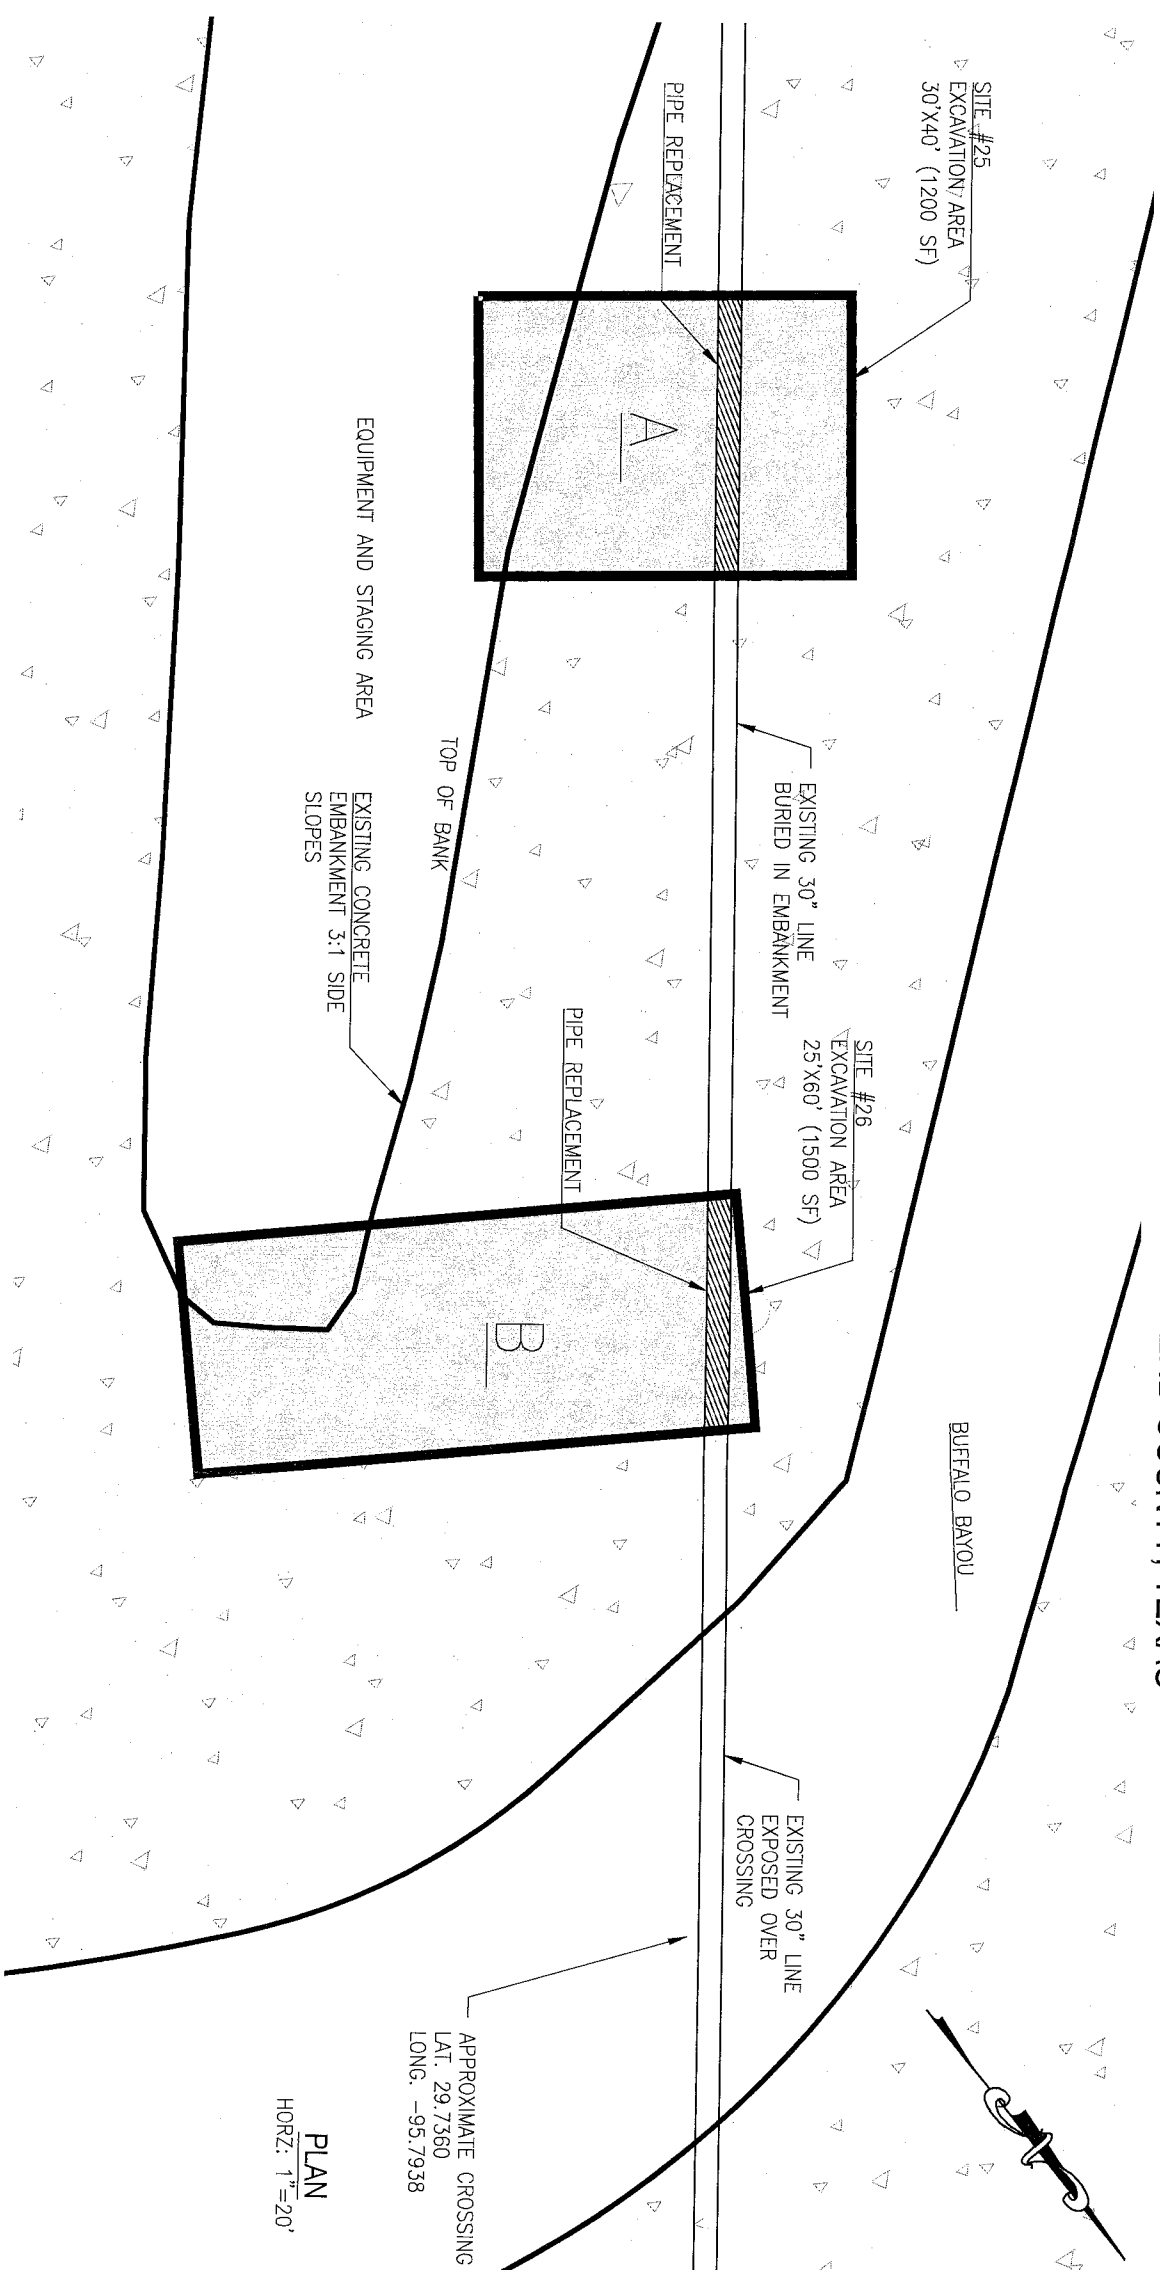 SITE #25
EXCAVATION AREA
30'X40' (1200 SF)
PIPE REPLACEMENT
A
EQUIPMENT AND STAGING AREA
TOP OF BANK
EXISTING CONCRETE
EMBANKMENT 3:1 SIDE
SLOPES
EXISTING 30" LINE
BURIED IN EMBANKMENT
SITE #26
EXCAVATION AREA
25'X60' (1500 SF)
PIPE REPLACEMENT
B
BUFFALO BAYOU
EXISTING 30" LINE
EXPOSED OVER
CROSSING
APPROXIMATE CROSSING
LAT. 29.7360
LONG. -95.7938
PLAN
HORZ: 1"=20'